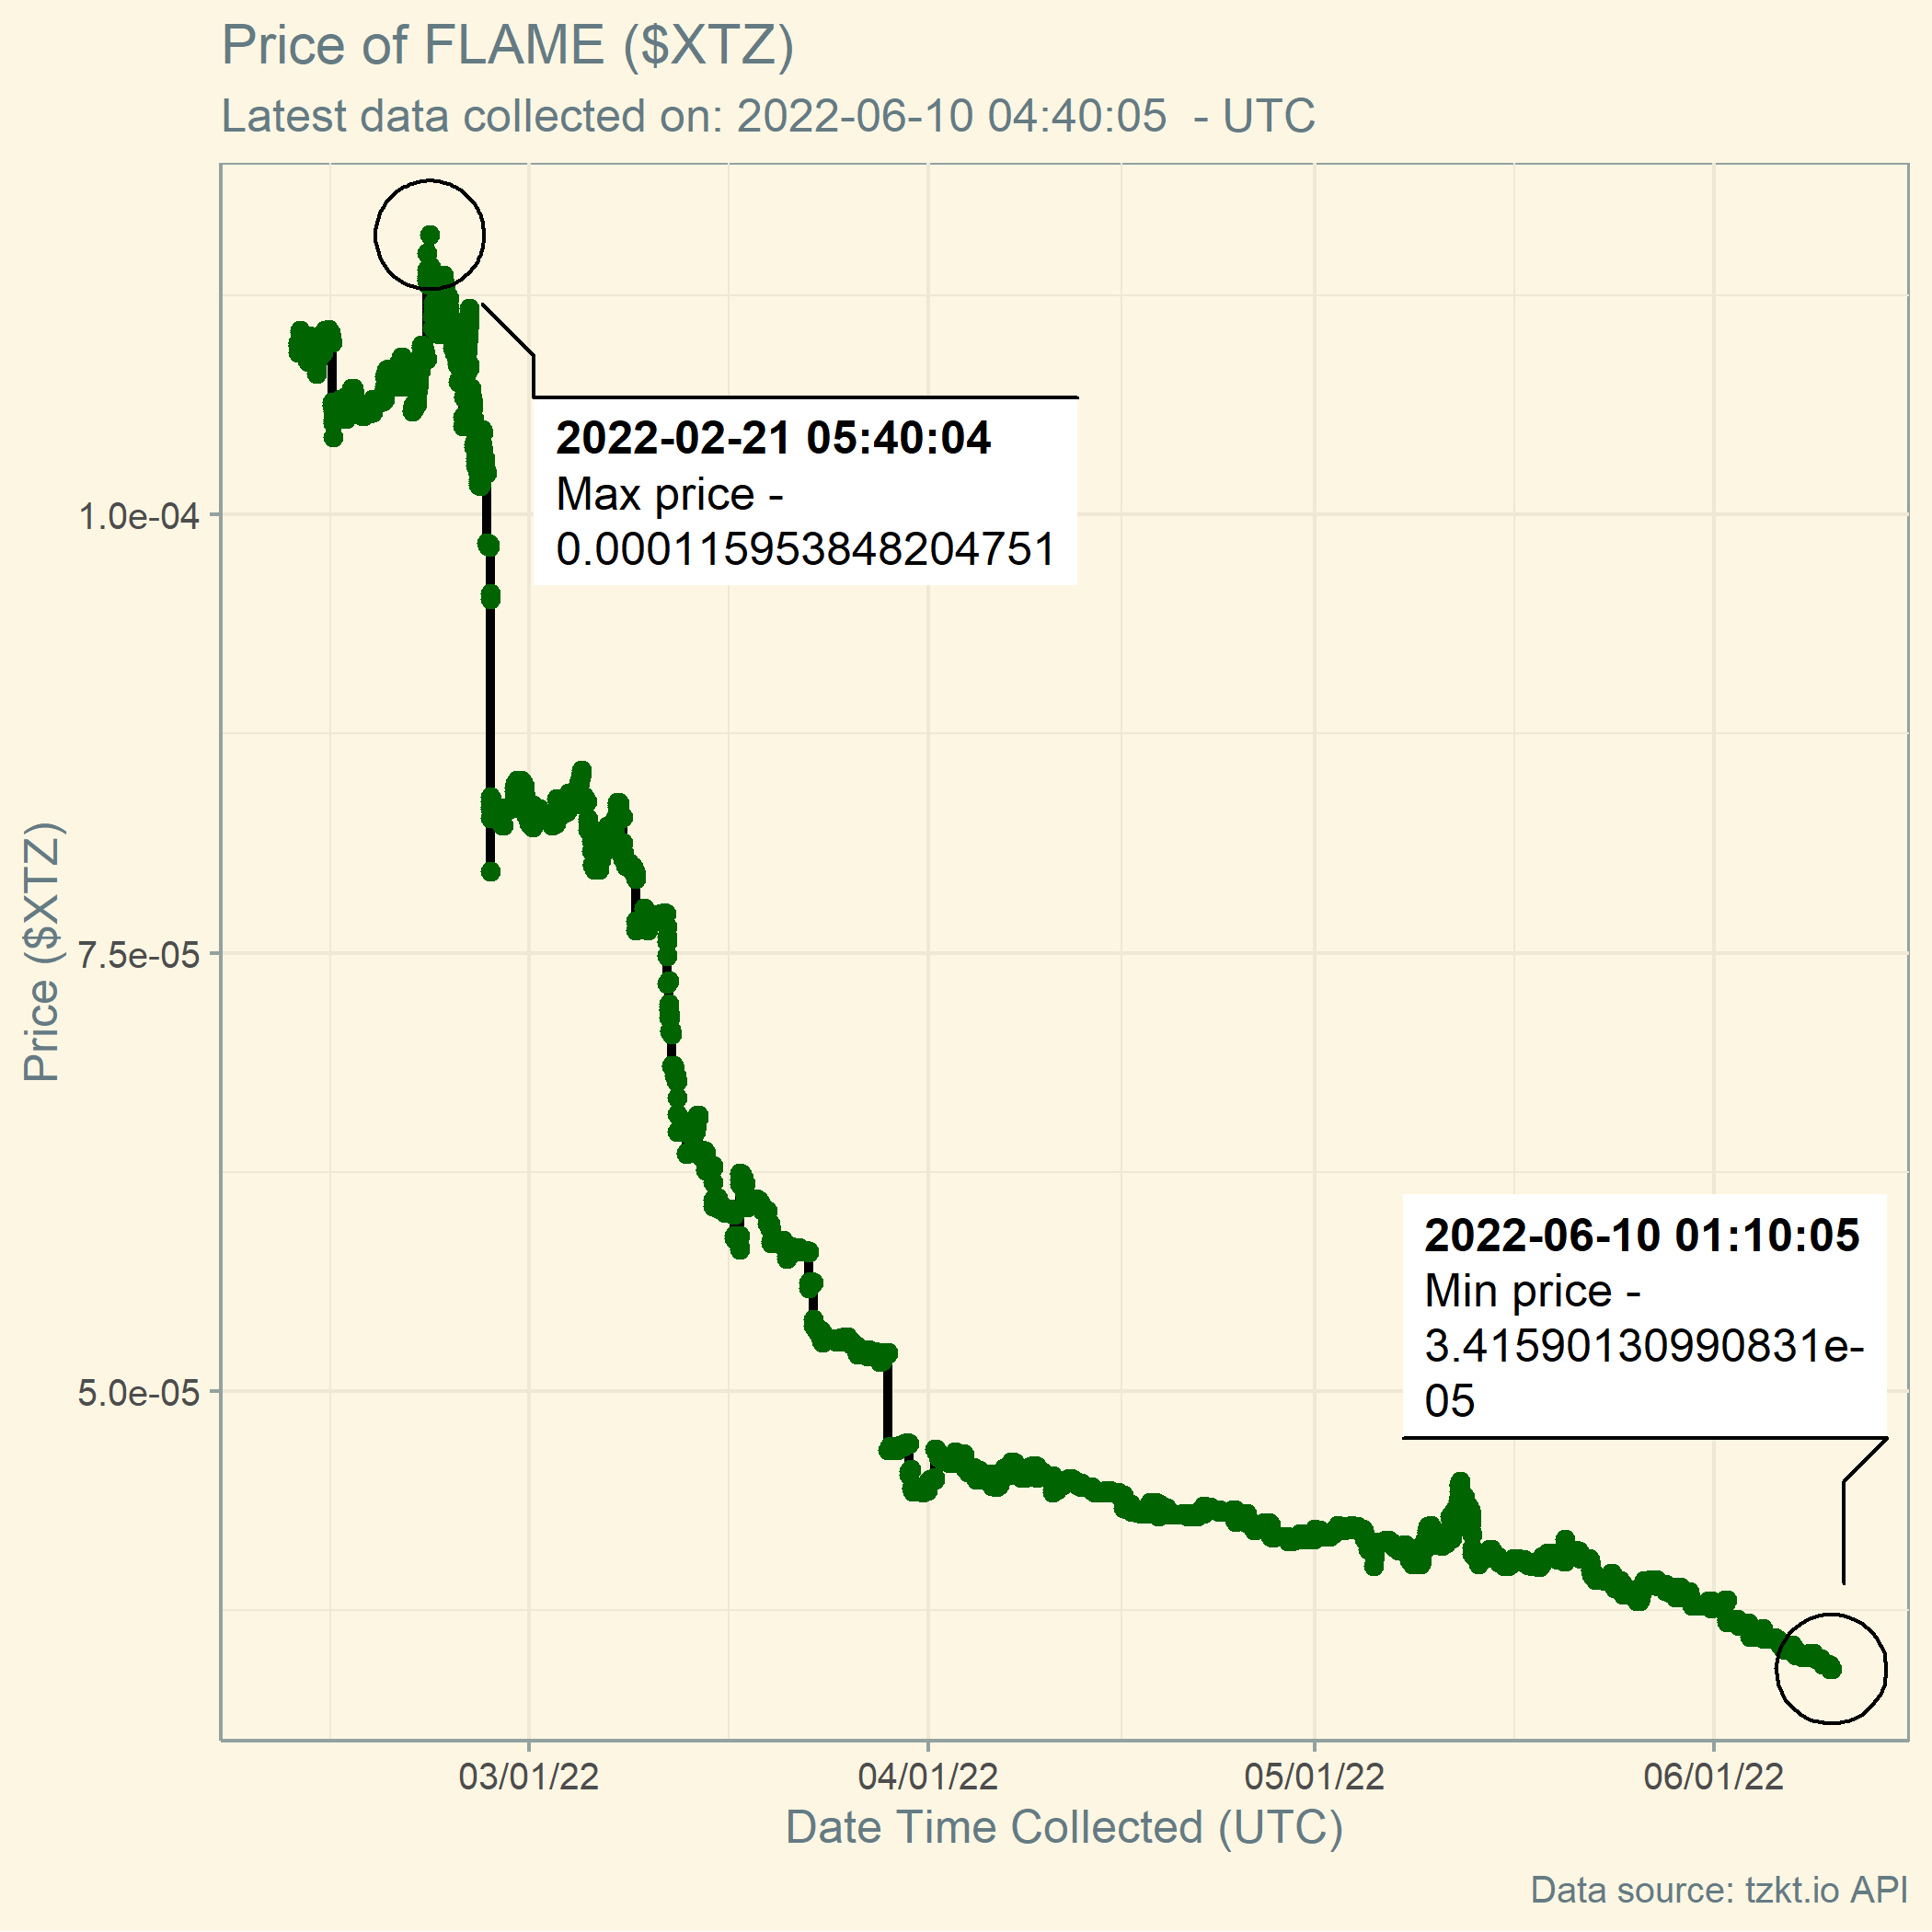 Price of FLAME ($XTZ)
Latest data collected on: 2022-06-10 04:40:05  - UTC
2022-02-21 05:40:04
Max price -
0.000115953848204751
1.0e-04
7.5e-05
5.0e-05
Price ($XTZ)
2022-06-10 01:10:05
Min price -
3.41590130990831e-
05
03/01/22
04/01/22
05/01/22
06/01/22
Date Time Collected (UTC)
Data source: tzkt.io API